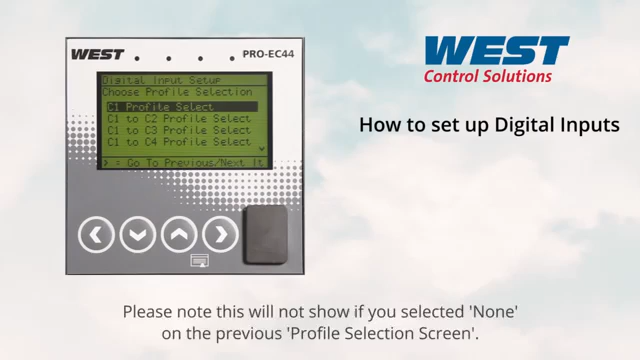 WEST
PRO-EC44
Digital Input Setup
Choose Profile Selection
C1 Profile Select
C1 to C2 Profile Select
C1 to C3 Profile Select
C1 to C4 Profile Select
= Go To Previous/Next It
WEST
Control Solutions
How to set up Digital Inputs
Please note this will not show if you selected 'None'
on the previous 'Profile Selection Screen'.